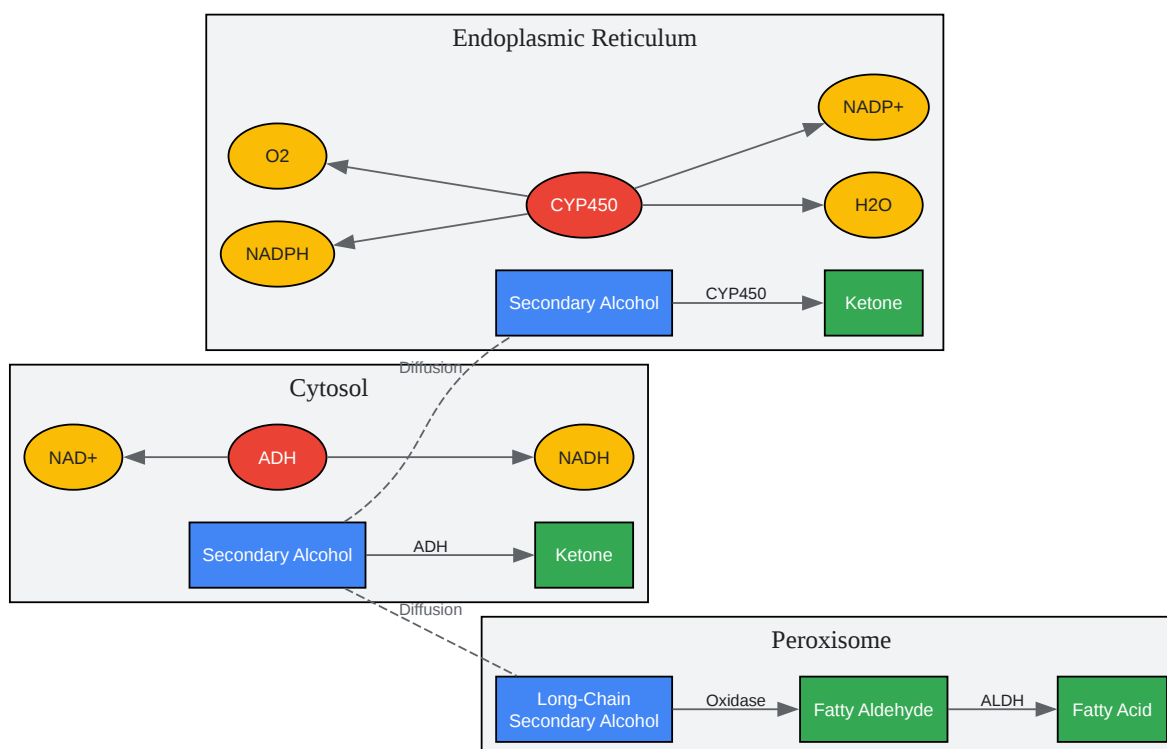 Endoplasmic Reticulum
NADP+
O2
CYP450
H2O
NADPH
Secondary Alcohol
CYP450
Ketone
Diffusion
Cytosol
NAD+
ADH
NADH
Secondary Alcohol
ADH
Ketone
Diffusion
Peroxisome
Long-Chain
Secondary Alcohol
Oxidase
Fatty Aldehyde
ALDH
Fatty Acid